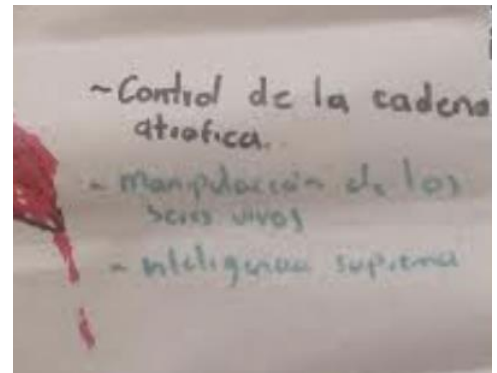 ~Control de la cadena
atrofica.
- Manipulación de los
seres vivos
- inteligencia suprema